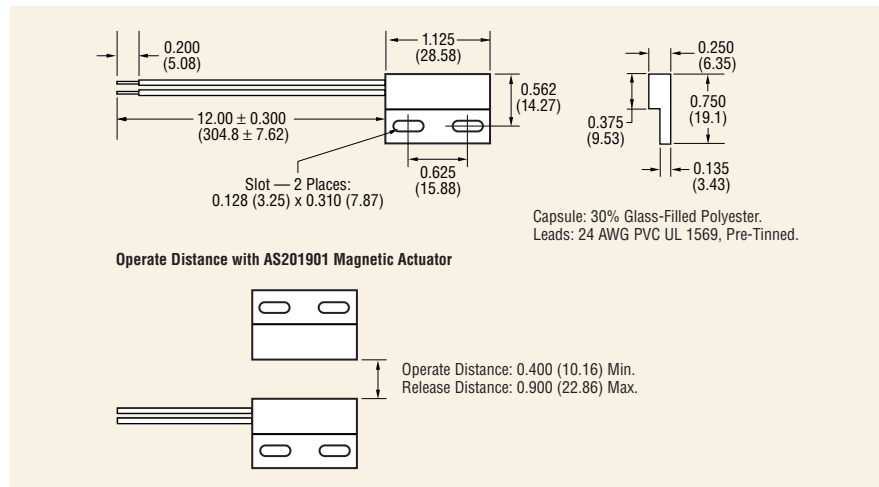 0.200
(5.08)
1.125
(28.58)
0.250
(6.35)
0.562
(14.27)
0.750
(19.1)
0.375
(9.53)
12.00 ± 0.300
(304.8 ± 7.62)
0.625
(15.88)
0.135
(3.43)
Slot — 2 Places:
0.128 (3.25) x 0.310 (7.87)
Capsule: 30% Glass-Filled Polyester.
Leads: 24 AWG PVC UL 1569, Pre-Tinned.
Operate Distance with AS201901 Magnetic Actuator
Operate Distance: 0.400 (10.16) Min.
Release Distance: 0.900 (22.86) Max.